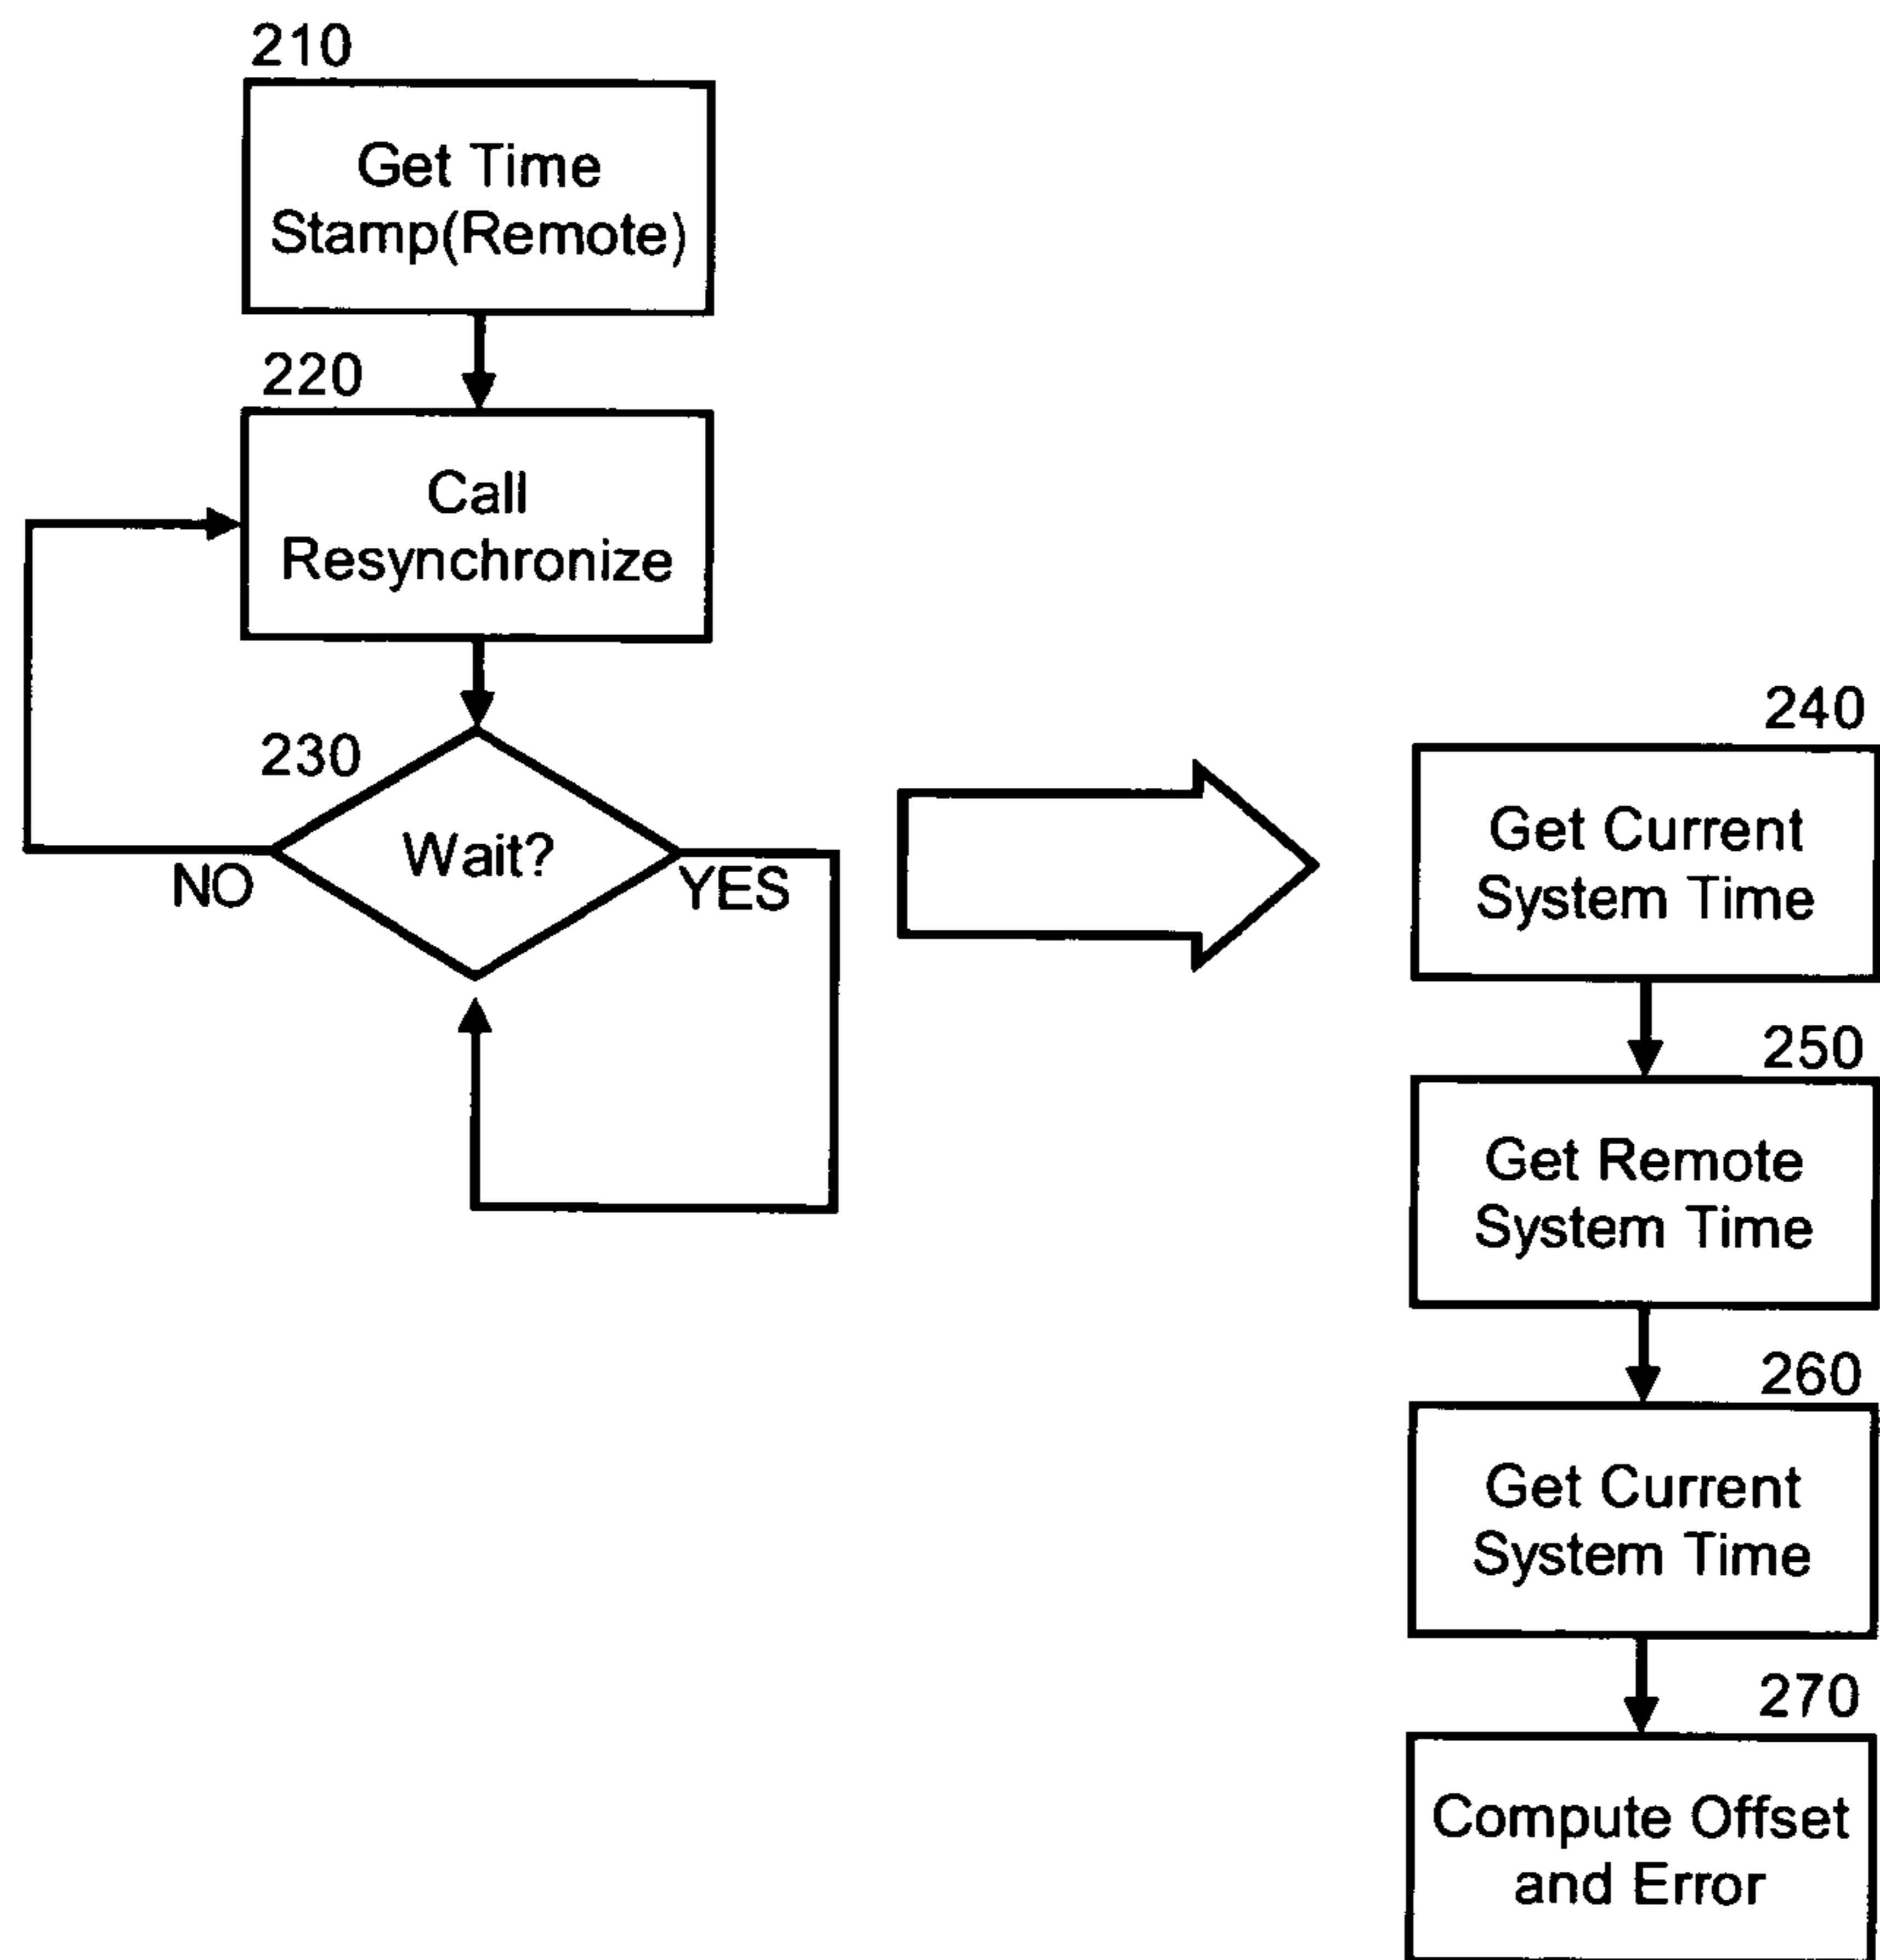 210
Get Time
Stamp(Remote)
220
Call
Resynchronize
230
Wait?
NO
YES
240
Get Current
System Time
250
Get Remote
System Time
260
Get Current
System Time
270
Compute Offset
and Error